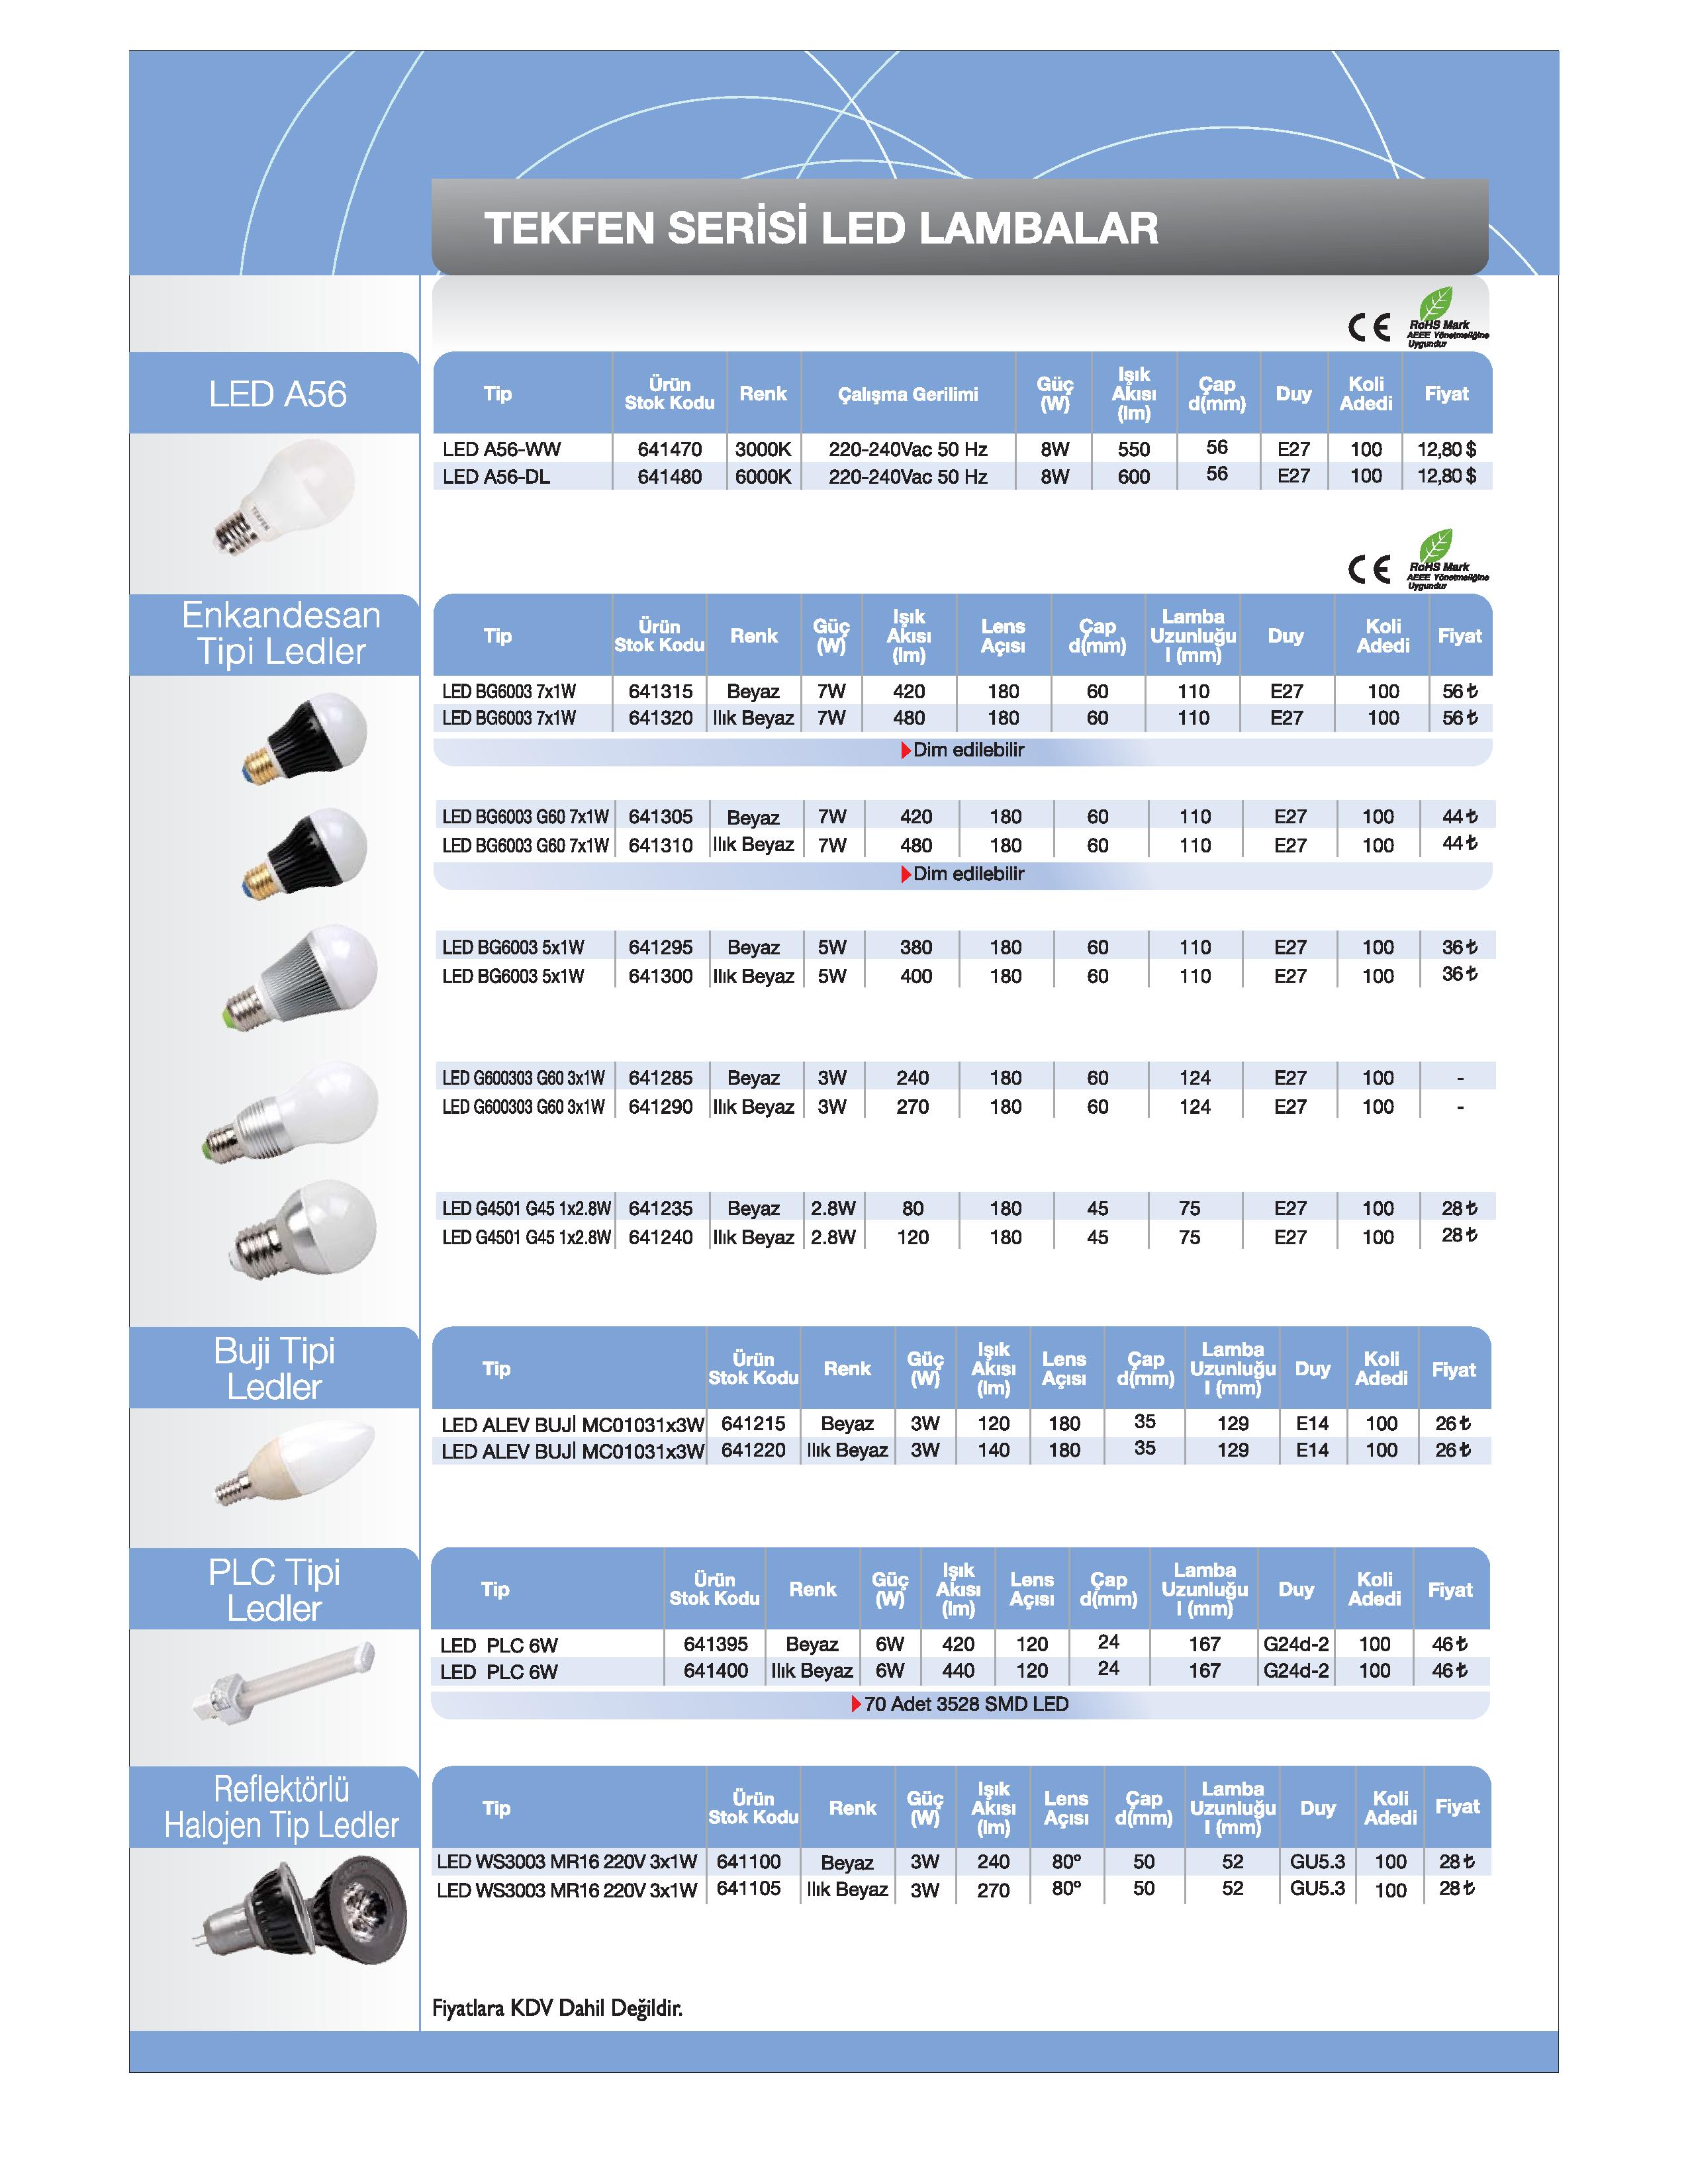 TEKFEN SERİSİ LED LAMBALAR
CE RoHS Mark
AEEE Yönetmeliğine
Uygundur
LED A56
Tip Ürün Stok Kodu Renk Çalışma Gerilimi Güç (W) Işık Akısı (lm) Çap d(mm) Duy Koli Adedi Fiyat
LED A56-WW 641470 3000K 220-240Vac 50 Hz 8W 550 56 E27 100 12,80 $
LED A56-DL 641480 6000K 220-240Vac 50 Hz 8W 600 56 E27 100 12,80 $
TEKFEN
CE RoHS Mark
AEEE Yönetmeliğine
Uygundur
Enkandesan
Tipi Ledler
Tip Ürün Stok Kodu Renk Güç (W) Işık Akısı (lm) Lens Açısı Çap d(mm) Lamba Uzunluğu l (mm) Duy Koli Adedi Fiyat
LED BG6003 7x1W 641315 Beyaz 7W 420 180 60 110 E27 100 56 ₺
LED BG6003 7x1W 641320 Ilık Beyaz 7W 480 180 60 110 E27 100 56 ₺
Dim edilebilir
LED BG6003 G60 7x1W 641305 Beyaz 7W 420 180 60 110 E27 100 44 ₺
LED BG6003 G60 7x1W 641310 Ilık Beyaz 7W 480 180 60 110 E27 100 44 ₺
Dim edilebilir
LED BG6003 5x1W 641295 Beyaz 5W 380 180 60 110 E27 100 36 ₺
LED BG6003 5x1W 641300 Ilık Beyaz 5W 400 180 60 110 E27 100 36 ₺
LED G600303 G60 3x1W 641285 Beyaz 3W 240 180 60 124 E27 100 -
LED G600303 G60 3x1W 641290 Ilık Beyaz 3W 270 180 60 124 E27 100 -
LED G4501 G45 1x2.8W 641235 Beyaz 2.8W 80 180 45 75 E27 100 28 ₺
LED G4501 G45 1x2.8W 641240 Ilık Beyaz 2.8W 120 180 45 75 E27 100 28 ₺
Buji Tipi
Ledler
Tip Ürün Stok Kodu Renk Güç (W) Işık Akısı (lm) Lens Açısı Çap d(mm) Lamba Uzunluğu l (mm) Duy Koli Adedi Fiyat
LED ALEV BUJİ MC01031x3W 641215 Beyaz 3W 120 180 35 129 E14 100 26 ₺
LED ALEV BUJİ MC01031x3W 641220 Ilık Beyaz 3W 140 180 35 129 E14 100 26 ₺
PLC Tipi
Ledler
Tip Ürün Stok Kodu Renk Güç (W) Işık Akısı (lm) Lens Açısı Çap d(mm) Lamba Uzunluğu l (mm) Duy Koli Adedi Fiyat
LED PLC 6W 641395 Beyaz 6W 420 120 24 167 G24d-2 100 46 ₺
LED PLC 6W 641400 Ilık Beyaz 6W 440 120 24 167 G24d-2 100 46 ₺
70 Adet 3528 SMD LED
Reflektörlü
Halojen Tip Ledler
Tip Ürün Stok Kodu Renk Güç (W) Işık Akısı (lm) Lens Açısı Çap d(mm) Lamba Uzunluğu l (mm) Duy Koli Adedi Fiyat
LED WS3003 MR16 220V 3x1W 641100 Beyaz 3W 240 80º 50 52 GU5.3 100 28 ₺
LED WS3003 MR16 220V 3x1W 641105 Ilık Beyaz 3W 270 80º 50 52 GU5.3 100 28 ₺
Fiyatlara KDV Dahil Değildir.